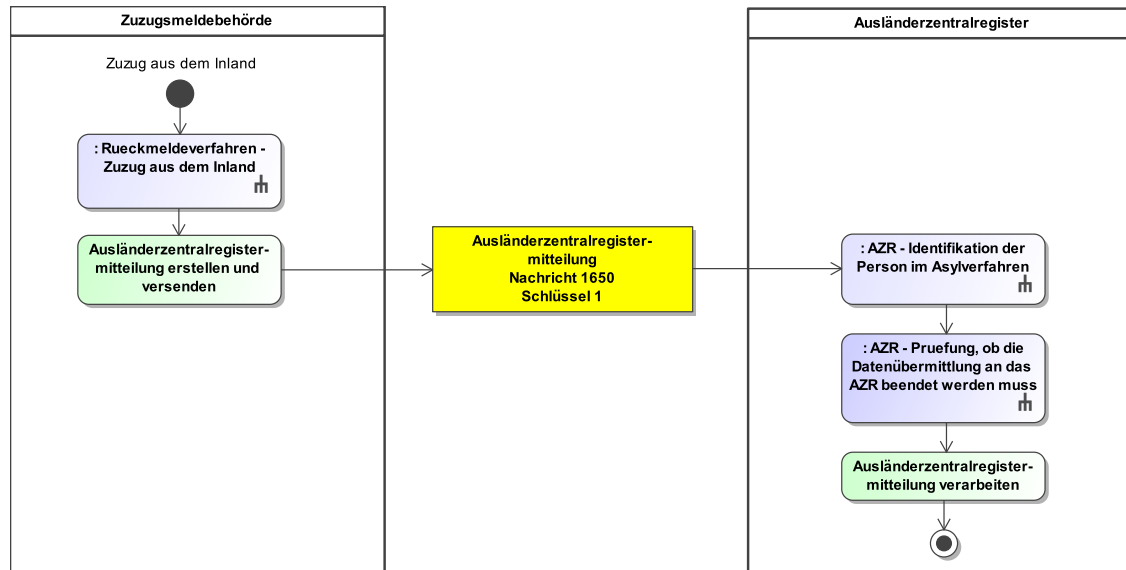 Zuzugsmeldebehörde
Zuzug aus dem Inland
: Rueckmeldeverfahren -
Zuzug aus dem Inland
Ausländerzentralregister-
mitteilung erstellen und
versenden
Ausländerzentralregister-
mitteilung
Nachricht 1650
Schlüssel 1
Ausländerzentralregister
: AZR - Identifikation der
Person im Asylverfahren
: AZR - Pruefung, ob die
Datenübermittlung an das
AZR beendet werden muss
Ausländerzentralregister-
mitteilung verarbeiten